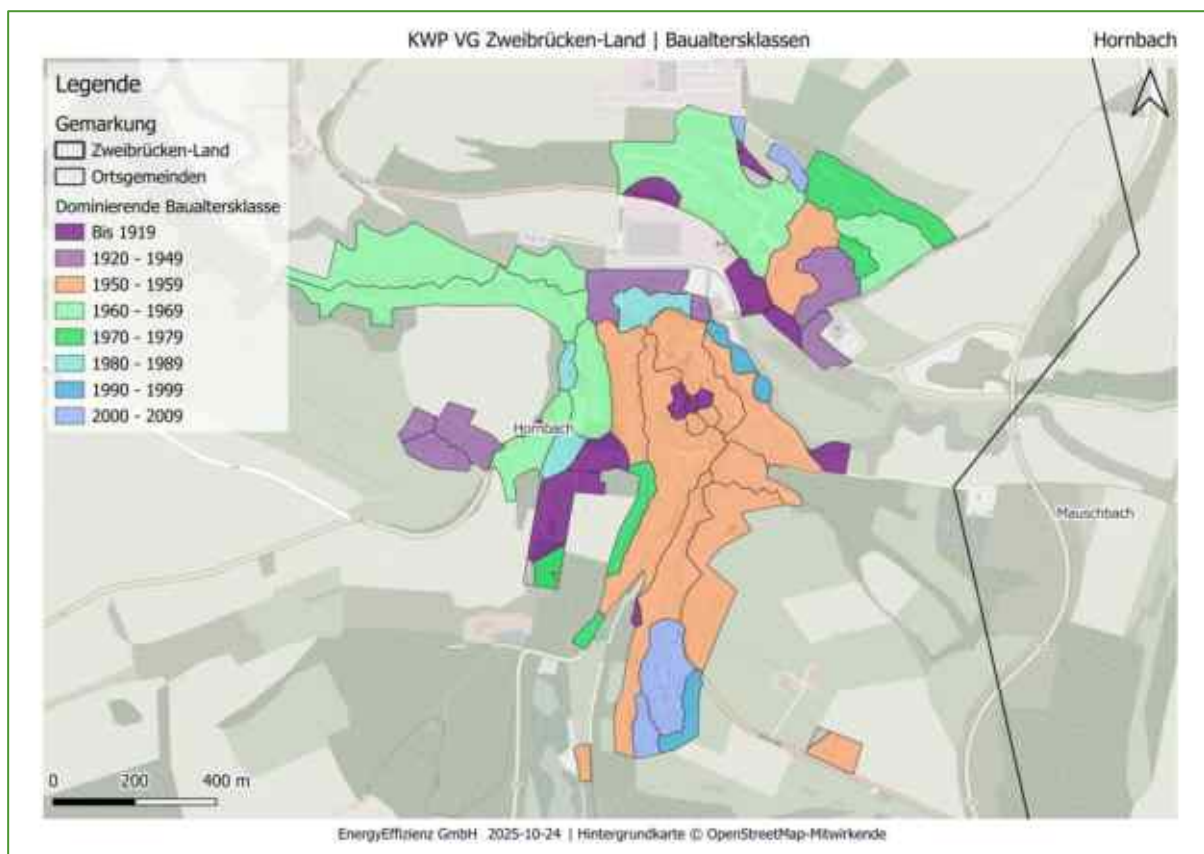 KWP VG Zweibrücken-Land | Baualtersklassen
Hornbach
Legende
Gemarkung
Zweibrücken-Land
Ortsgemeinden
Dominierende Baualtersklasse
Bis 1919
1920 - 1949
1950 - 1959
1960 - 1969
1970 - 1979
1980 - 1989
1990 - 1999
2000 - 2009
Hornbach
Mauschbach
0 200 400 m
EnergyEffizienz GmbH 2025-10-24 | Hintergrundkarte © OpenStreetMap-Mitwirkende